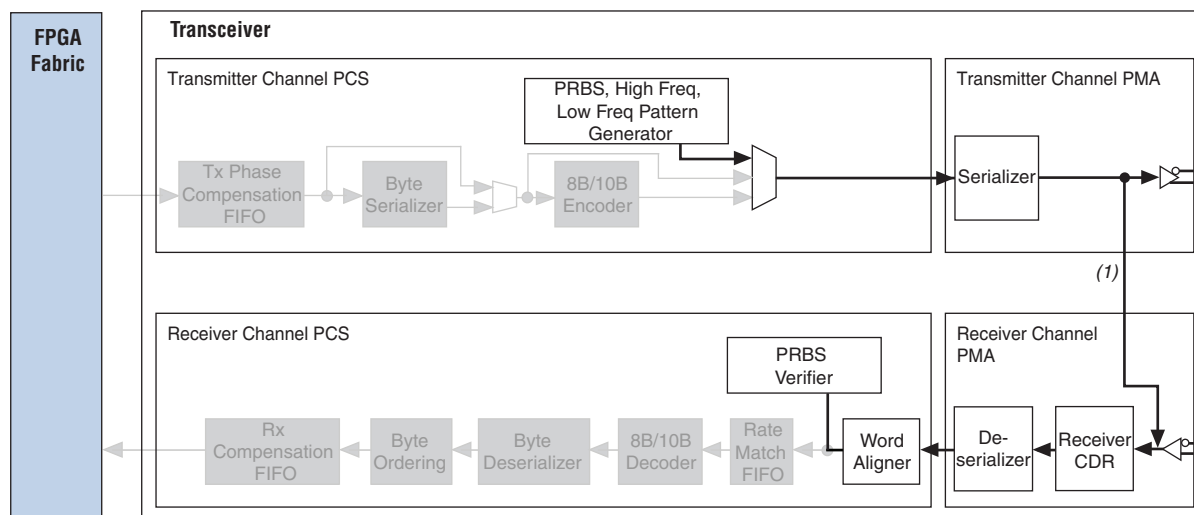 FPGA
Fabric
Transceiver
Transmitter Channel PCS
PRBS, High Freq,
Low Freq Pattern
Generator
Tx Phase
Compensation
FIFO
Byte
Serializer
8B/10B
Encoder
Transmitter Channel PMA
Serializer
(1)
Receiver Channel PCS
PRBS
Verifier
Rx
Compensation
FIFO
Byte
Ordering
Byte
Deserializer
8B/10B
Decoder
Rate
Match
FIFO
Word
Aligner
Receiver Channel
PMA
De-
serializer
Receiver
CDR